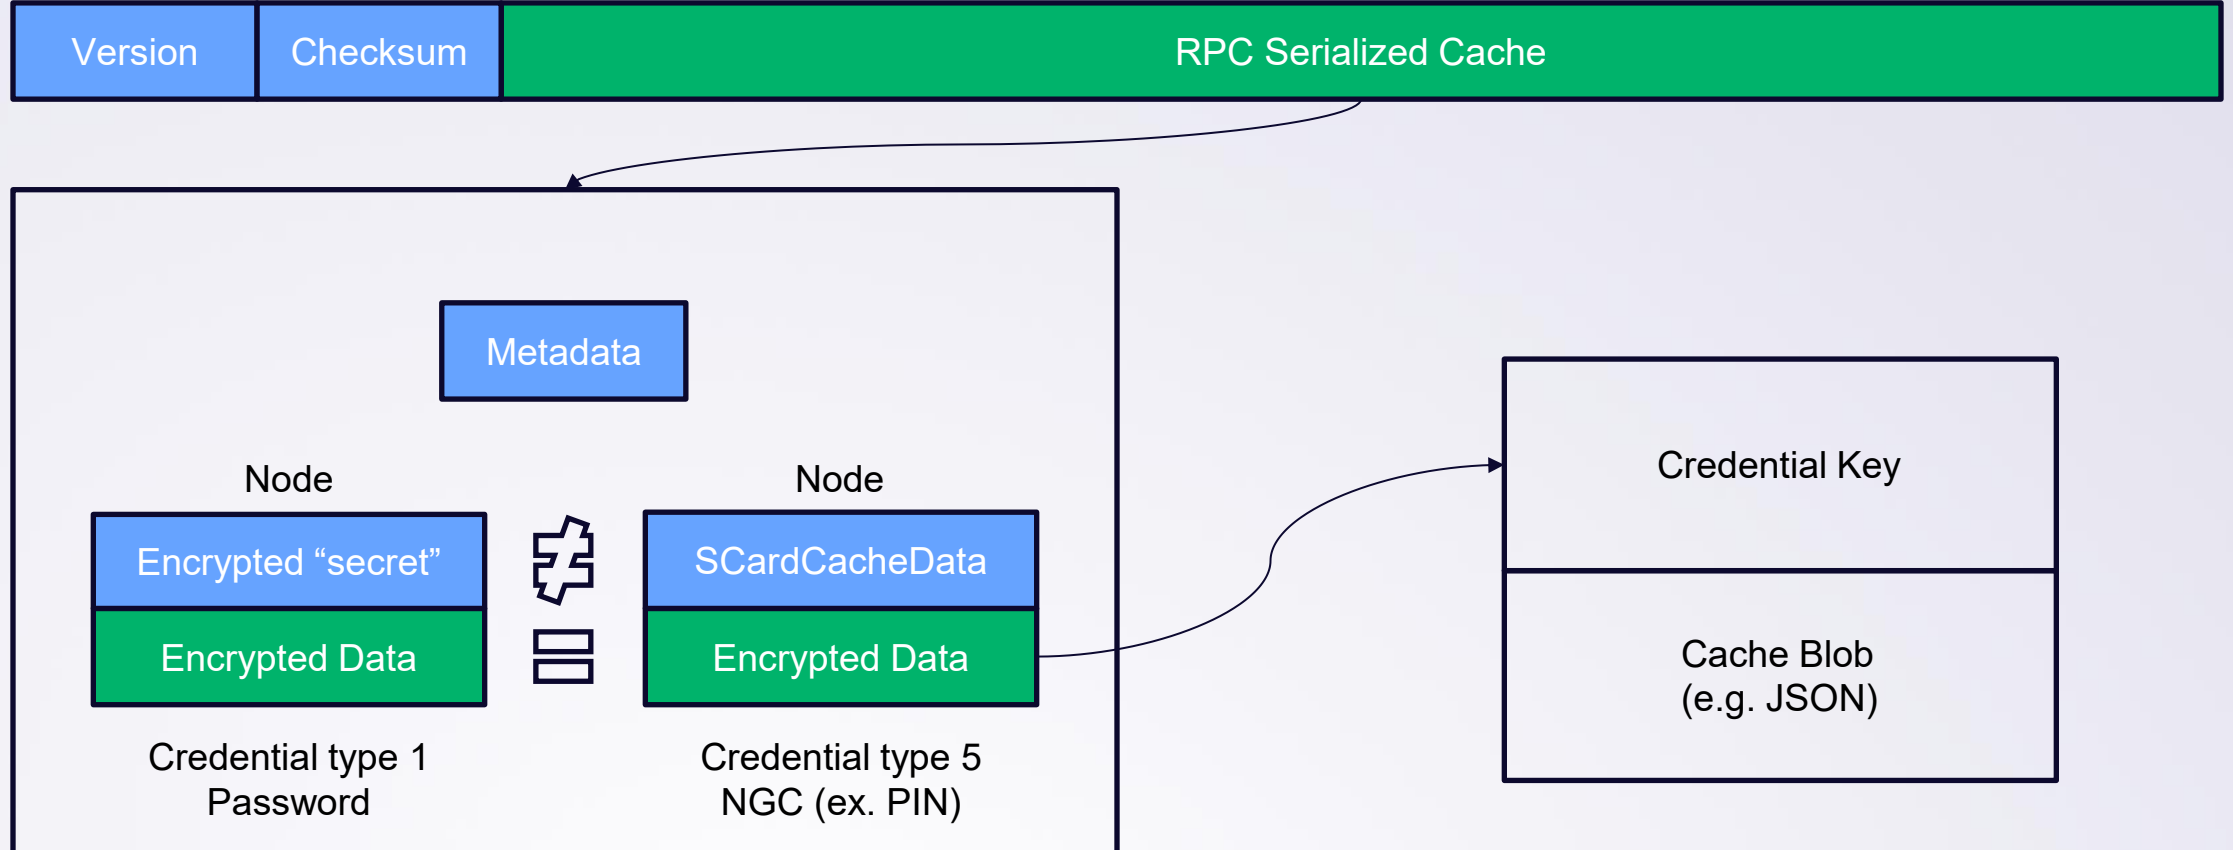 Version
Checksum
RPC Serialized Cache
Metadata
Node
Node
Encrypted “secret”
SCardCacheData
Encrypted Data
Encrypted Data
Credential type 1
Password
Credential type 5
NGC (ex. PIN)
Credential Key
Cache Blob
(e.g. JSON)